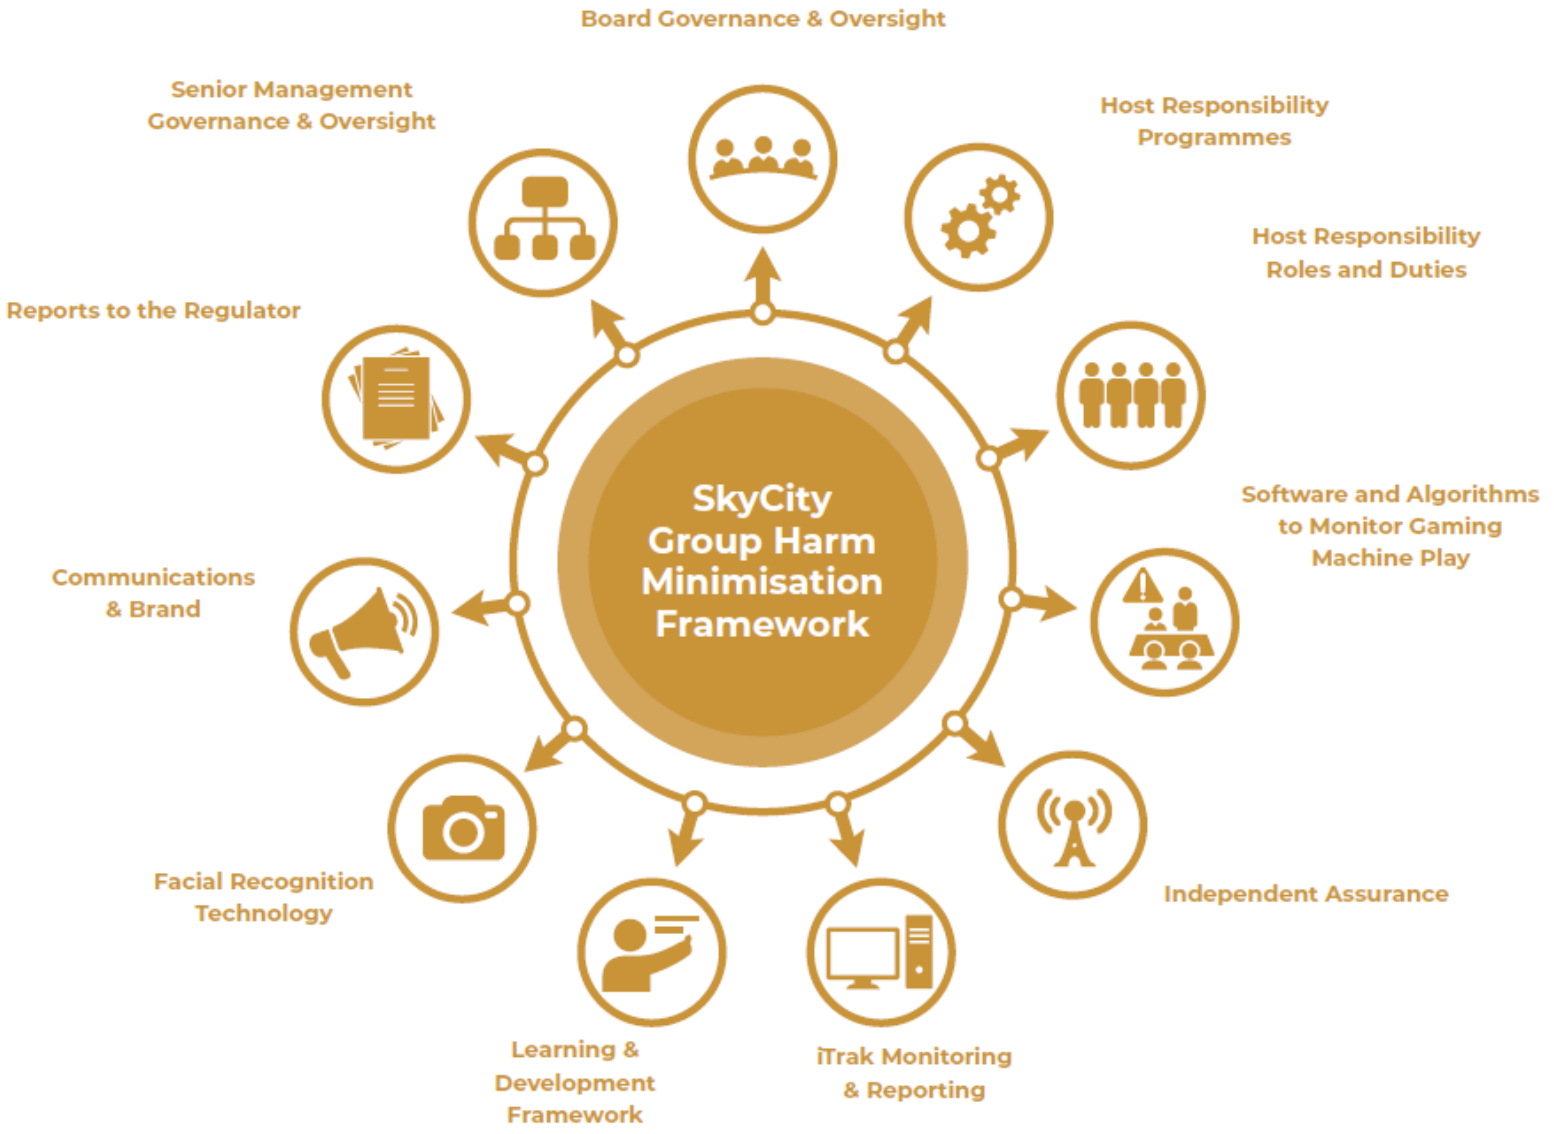 Board Governance & Oversight
Senior Management
Governance & Oversight
Host Responsibility
Programmes
Host Responsibility
Roles and Duties
Reports to the Regulator
SkyCity
Group Harm
Minimisation
Framework
Software and Algorithms
to Monitor Gaming
Machine Play
Communications
& Brand
Facial Recognition
Technology
Independent Assurance
Learning &
Development
Framework
iTrak Monitoring
& Reporting